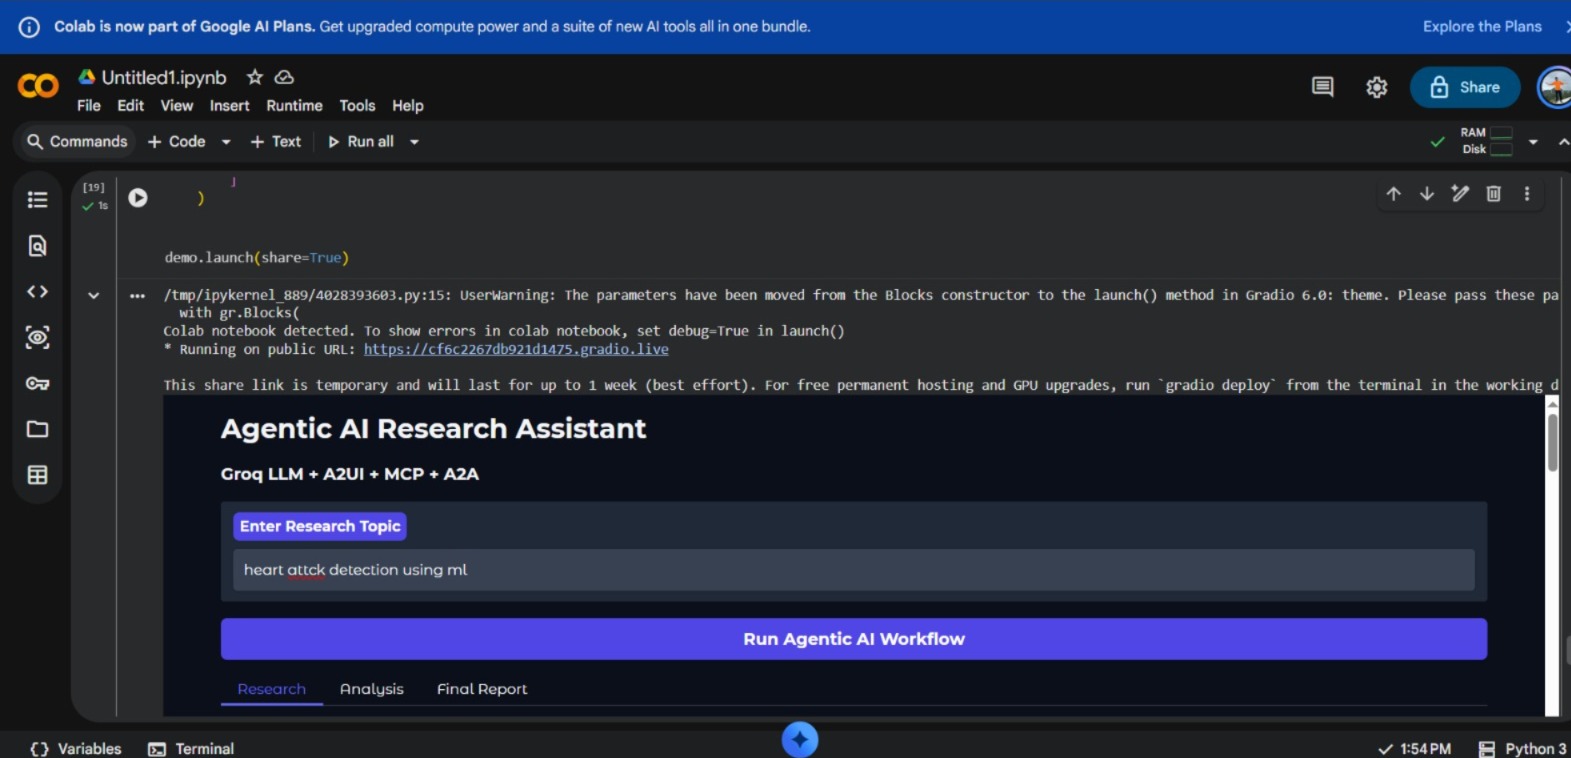 Colab is now part of Google AI Plans. Get upgraded compute power and a suite of new AI tools all in one bundle.
Explore the Plans
Untitled1.ipynb
File Edit View Insert Runtime Tools Help
Share
Commands + Code + Text Run all
RAM
Disk
[19]
1s
]
)
demo.launch(share=True)
/tmp/ipykernel_889/4028393603.py:15: UserWarning: The parameters have been moved from the Blocks constructor to the launch() method in Gradio 6.0: theme. Please pass these pa
with gr.Blocks(
Colab notebook detected. To show errors in colab notebook, set debug=True in launch()
* Running on public URL: https://cf6c2267db921d1475.gradio.live
This share link is temporary and will last for up to 1 week (best effort). For free permanent hosting and GPU upgrades, run `gradio deploy` from the terminal in the working d
Agentic AI Research Assistant
Groq LLM + A2UI + MCP + A2A
Enter Research Topic
heart attck detection using ml
Run Agentic AI Workflow
Research Analysis Final Report
{} Variables Terminal
1:54 PM Python 3